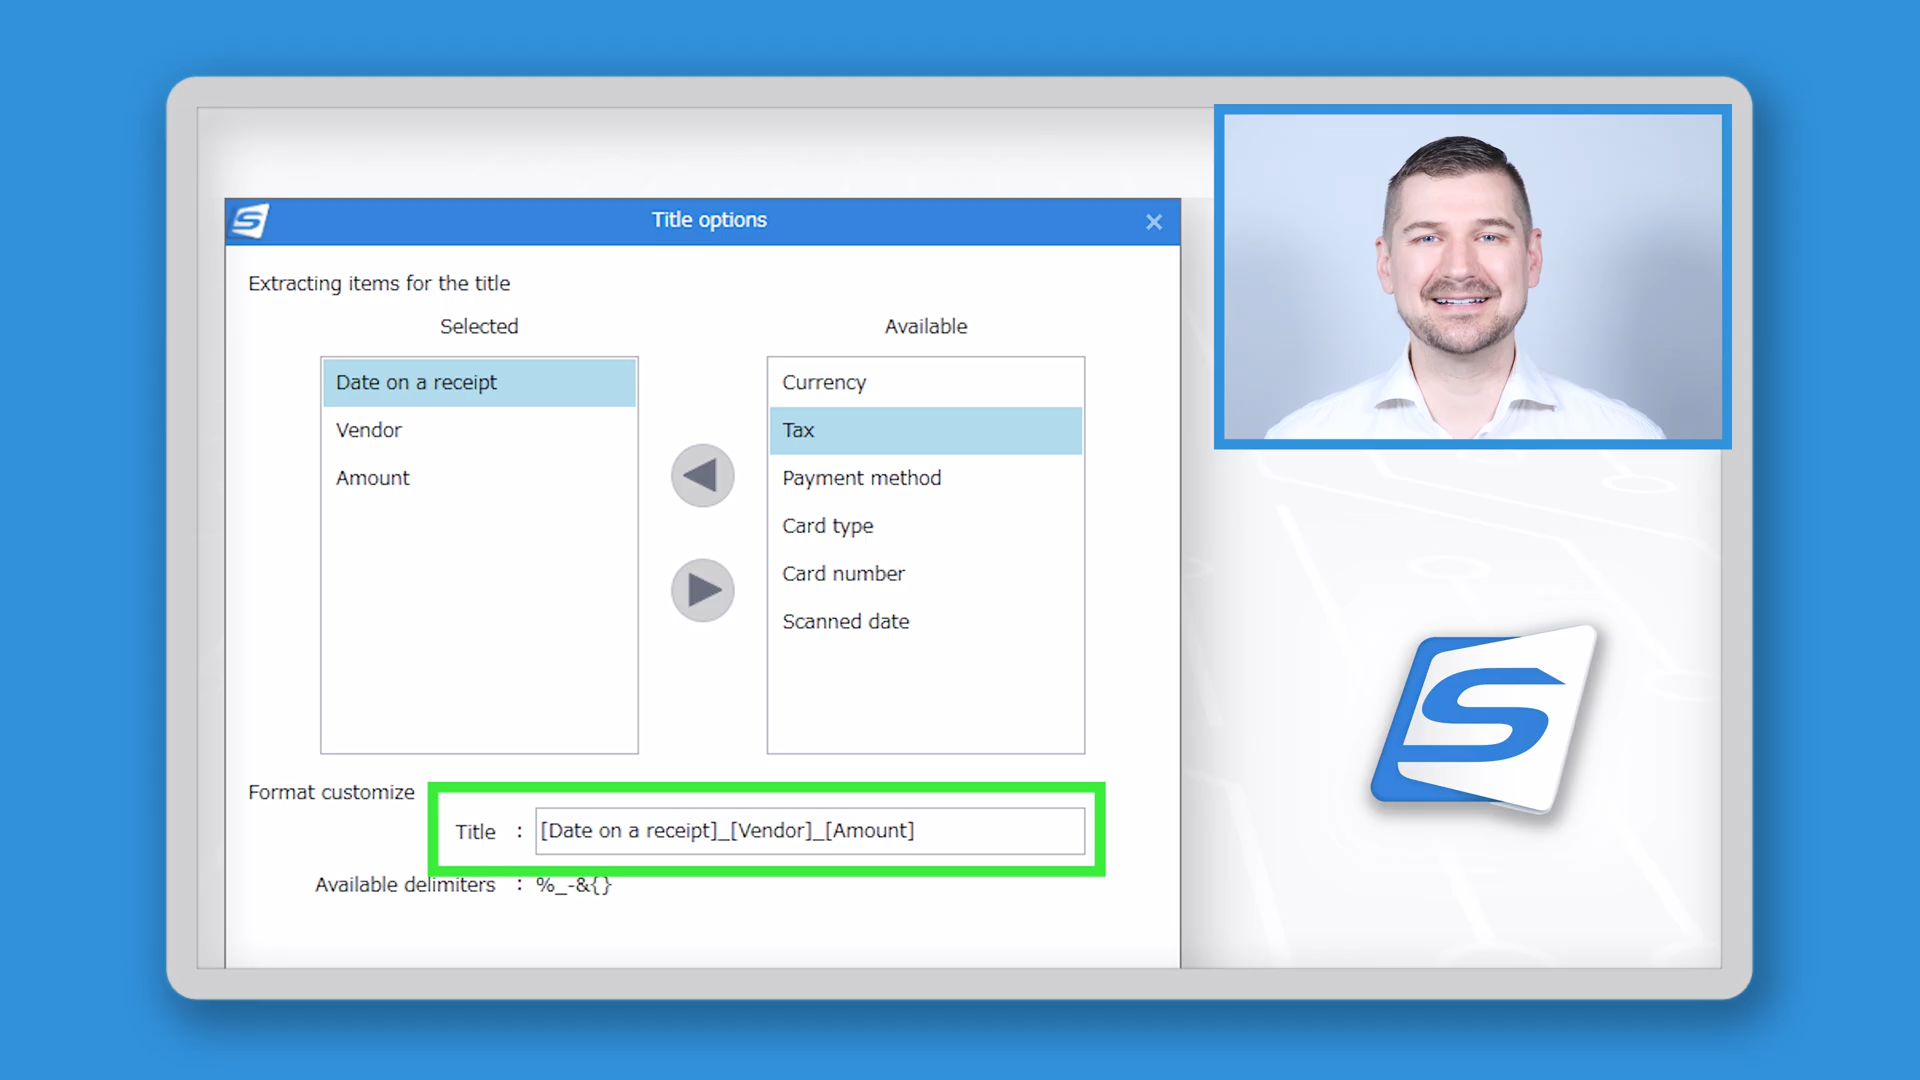 Title options
Extracting items for the title
Selected
Available
Date on a receipt
Vendor
Amount
Currency
Tax
Payment method
Card type
Card number
Scanned date
Format customize
Title : [Date on a receipt]_[Vendor]_[Amount]
Available delimiters : %_-&{}
S